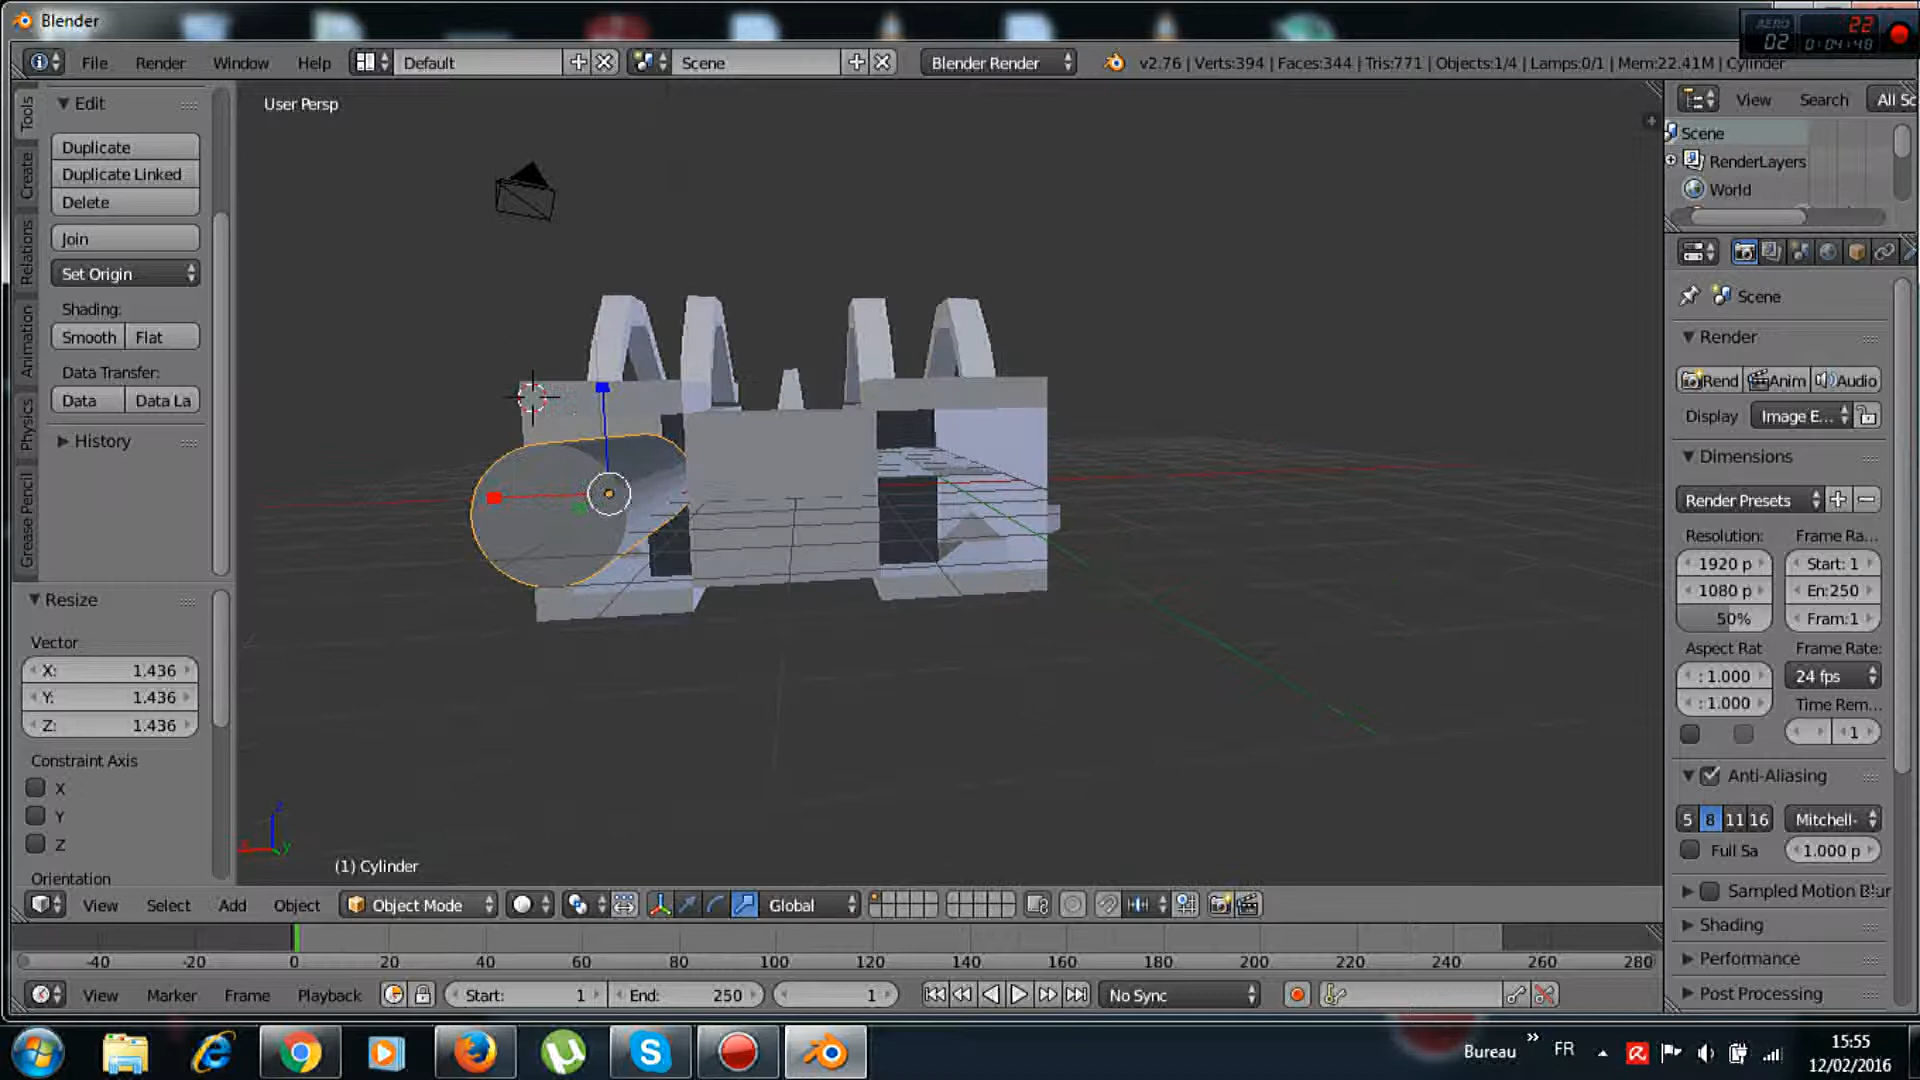 Blender
AERO 22
02 0:04:48
File Render Window Help Default Scene Blender Render v2.76 | Verts:394 | Faces:344 | Tris:771 | Objects:1/4 | Lamps:0/1 | Mem:22.41M | Cylinder
Tools
Create
Relations
Animation
Physics
Grease Pencil
Edit
Duplicate
Duplicate Linked
Delete
Join
Set Origin
Shading:
Smooth Flat
Data Transfer:
Data Data La
History
Resize
Vector
X: 1.436
Y: 1.436
Z: 1.436
Constraint Axis
X
Y
Z
Orientation
User Persp
z
x y
(1) Cylinder
View Select Add Object Object Mode Global
View Search All Sc
Scene
RenderLayers
World
Scene
Render
Rend Anim Audio
Display Image E...
Dimensions
Render Presets
Resolution: Frame Ra...
1920 p Start: 1
1080 p En:250
50% Fram:1
Aspect Rat Frame Rate:
: 1.000 24 fps
: 1.000 Time Rem...
1
Anti-Aliasing
5 8 11 16 Mitchell-
Full Sa 1.000 p
Sampled Motion Blur
Shading
Performance
Post Processing
-40 -20 0 20 40 60 80 100 120 140 160 180 200 220 240 260 280
View Marker Frame Playback Start: 1 End: 250 1 No Sync
Bureau » FR
15:55
12/02/2016